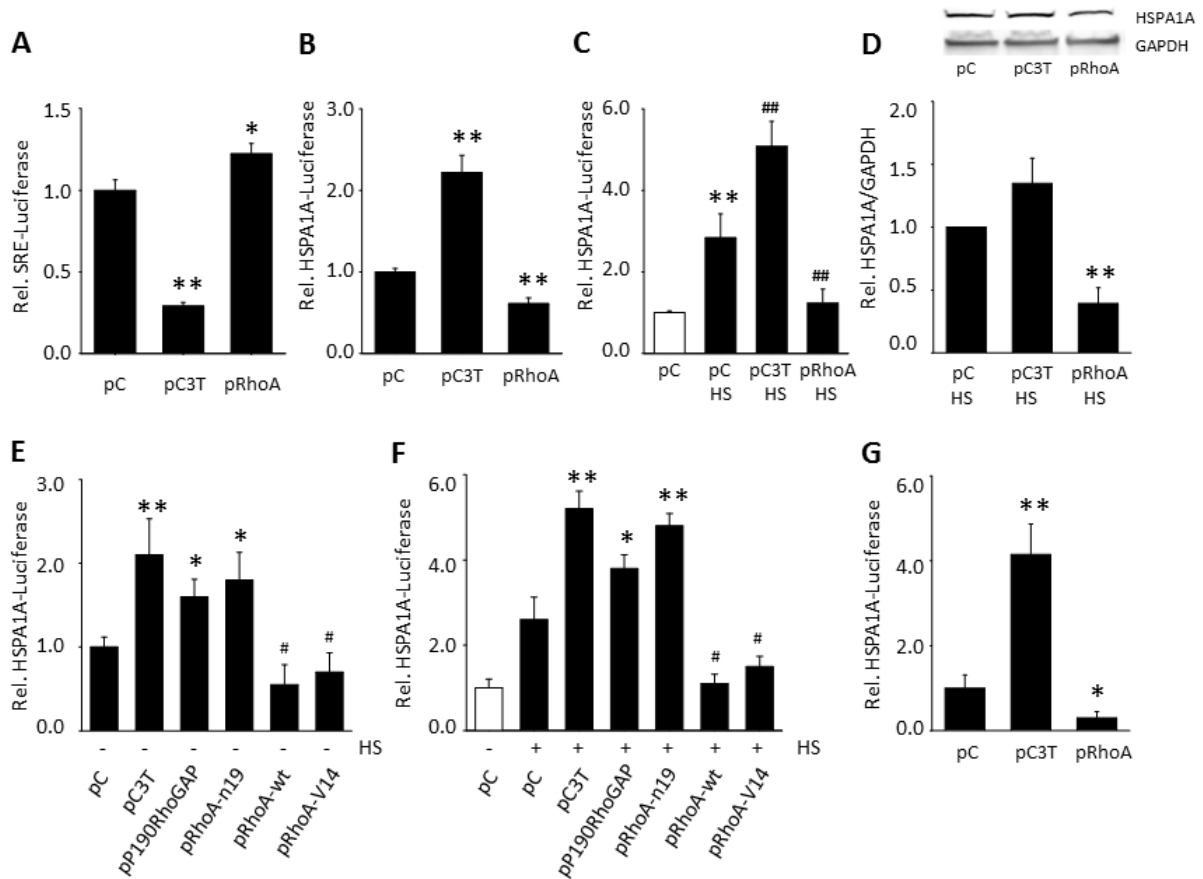 A
Rel. SRE-Luciferase
1.5
1.0
0.5
0.0
*
**
pC pC3T pRhoA
B
Rel. HSPA1A-Luciferase
3.0
2.0
1.0
0.0
**
**
pC pC3T pRhoA
C
Rel. HSPA1A-Luciferase
6.0
4.0
2.0
0.0
##
**
##
pC pC pC3T pRhoA
HS HS HS
D
HSPA1A
GAPDH
pC pC3T pRhoA
Rel. HSPA1A/GAPDH
2.0
1.5
1.0
0.5
0.0
**
pC pC3T pRhoA
HS HS HS
E
Rel. HSPA1A-Luciferase
3.0
2.0
1.0
0.0
**
*
*
#
#
- - - - - - HS
pC
pC3T
pP190RhoGAP
pRhoA-n19
pRhoA-wt
pRhoA-V14
F
Rel. HSPA1A-Luciferase
6.0
4.0
2.0
0.0
**
*
**
#
#
- + + + + + + HS
pC
pC
pC3T
pP190RhoGAP
pRhoA-n19
pRhoA-wt
pRhoA-V14
G
Rel. HSPA1A-Luciferase
6.0
4.0
2.0
0.0
**
*
pC pC3T pRhoA